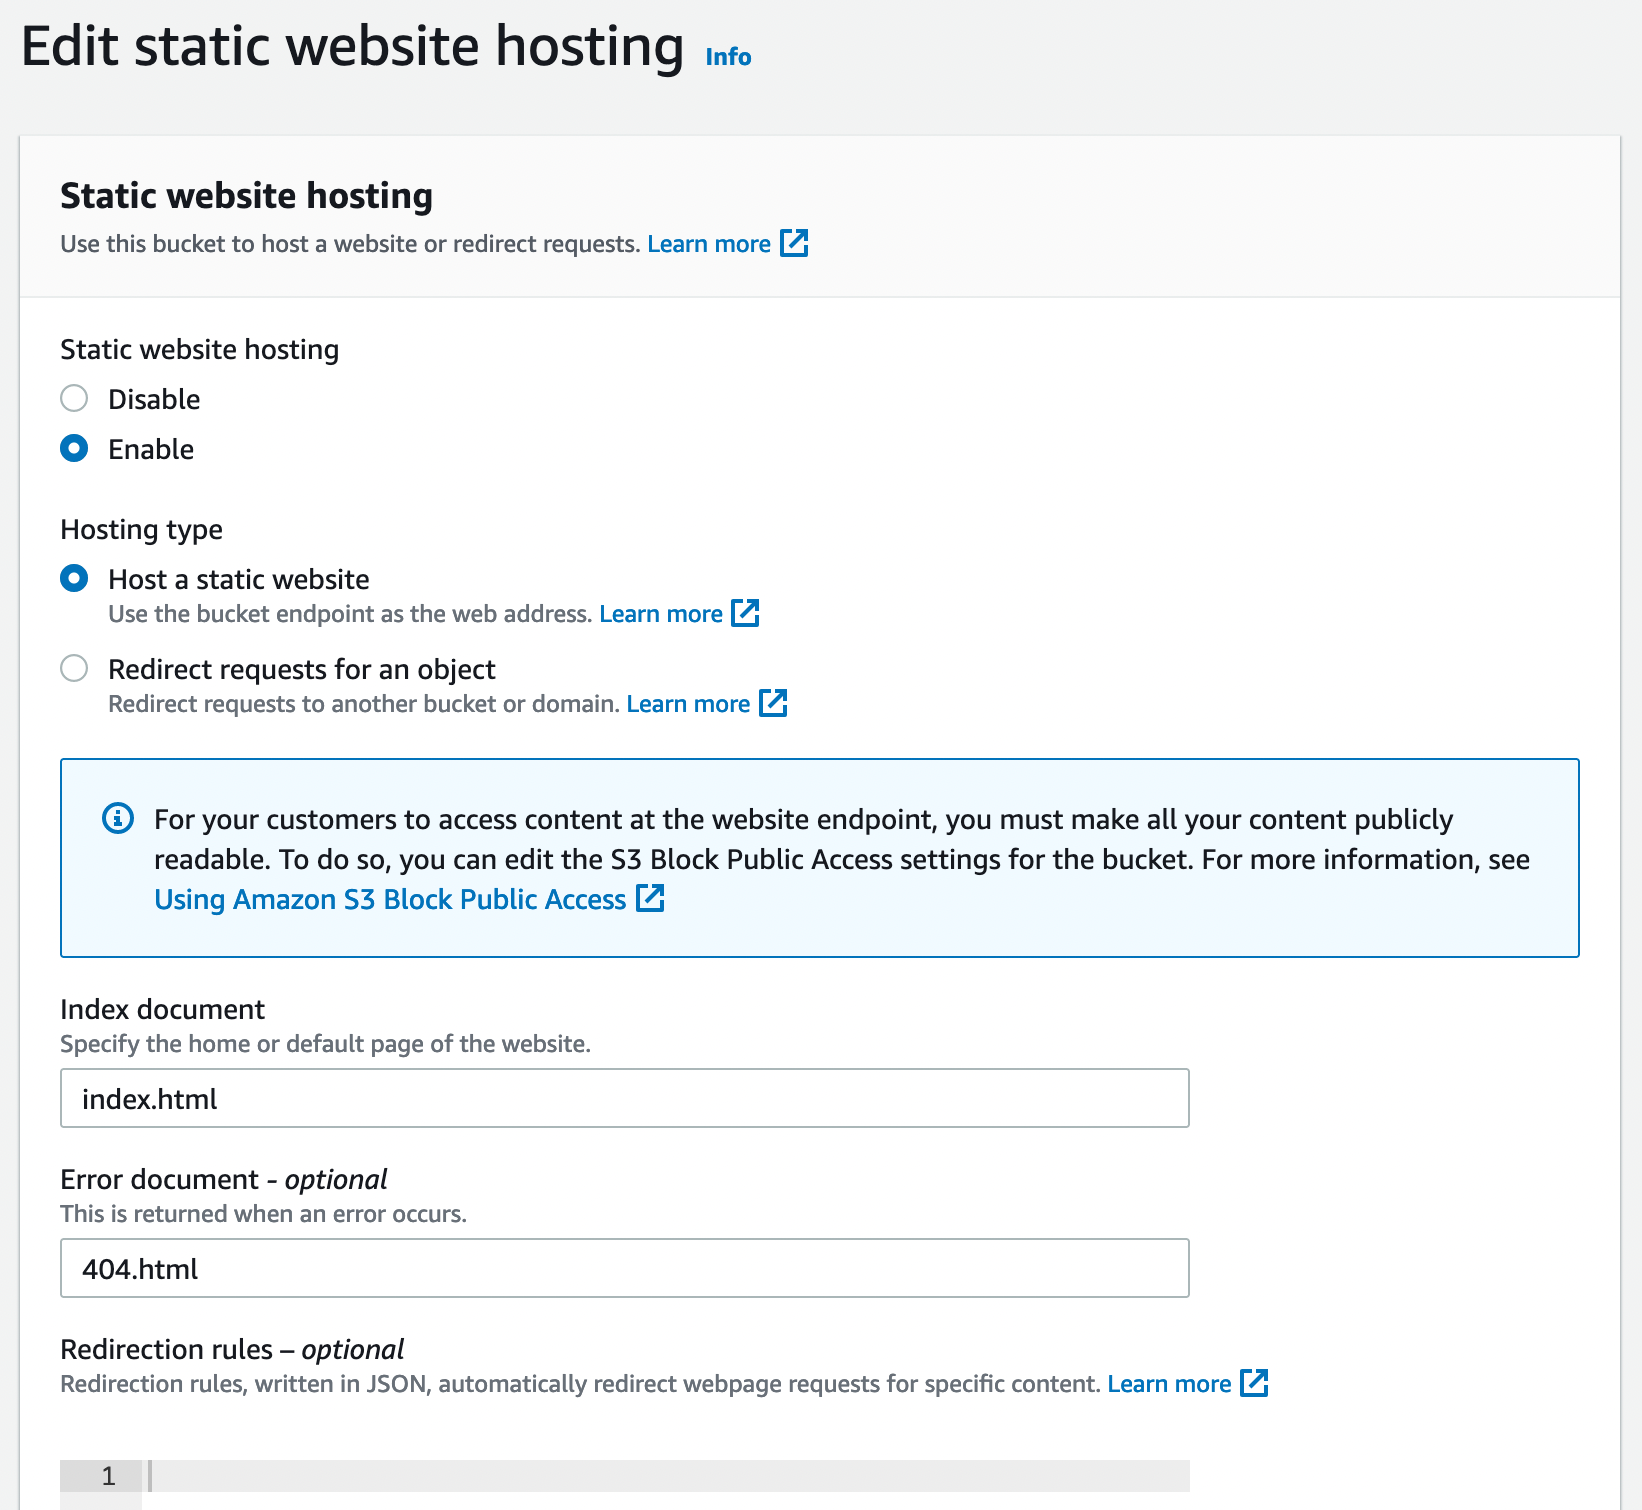 Edit static website hosting Info
Static website hosting
Use this bucket to host a website or redirect requests. Learn more
Static website hosting
Disable
Enable
Hosting type
Host a static website
Use the bucket endpoint as the web address. Learn more
Redirect requests for an object
Redirect requests to another bucket or domain. Learn more
For your customers to access content at the website endpoint, you must make all your content publicly
readable. To do so, you can edit the S3 Block Public Access settings for the bucket. For more information, see
Using Amazon S3 Block Public Access
Index document
Specify the home or default page of the website.
index.html
Error document - optional
This is returned when an error occurs.
404.html
Redirection rules – optional
Redirection rules, written in JSON, automatically redirect webpage requests for specific content. Learn more
1